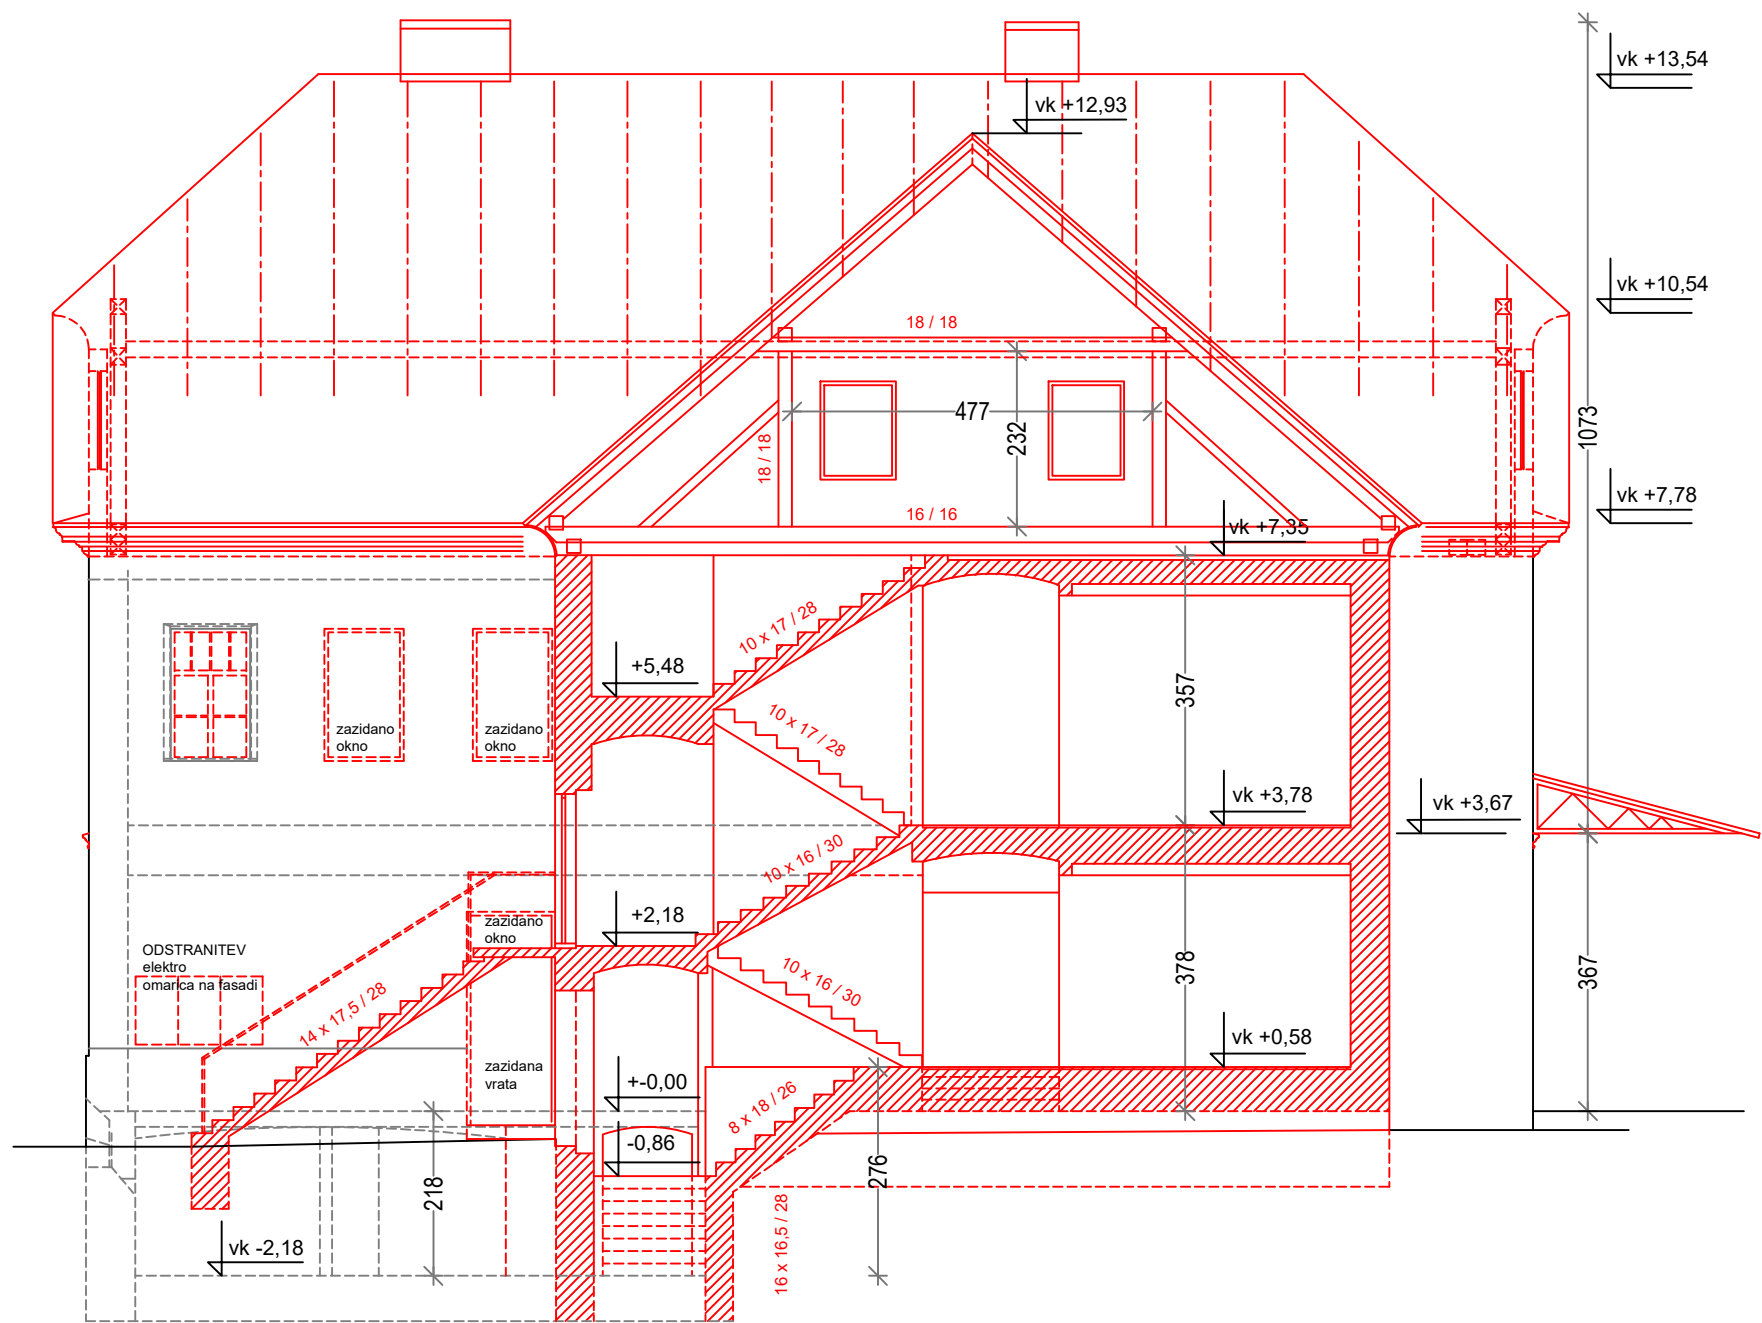 vk +13,54
vk +12,93
vk +10,54
18 / 18
477
232
18 / 18
1073
vk +7,78
16 / 16
vk +7,35
10 x 17 / 28
+5,48
357
10 x 17 / 28
zazidano
okno
zazidano
okno
vk +3,78
vk +3,67
10 x 16 / 30
+2,18
zazidano
okno
ODSTRANITEV
elektro
omarica na fasadi
10 x 16 / 30
378
367
14 x 17,5 / 28
vk +0,58
zazidana
vrata
+-0,00
8 x 18 / 26
-0,86
276
218
16 x 16,5 / 28
vk -2,18